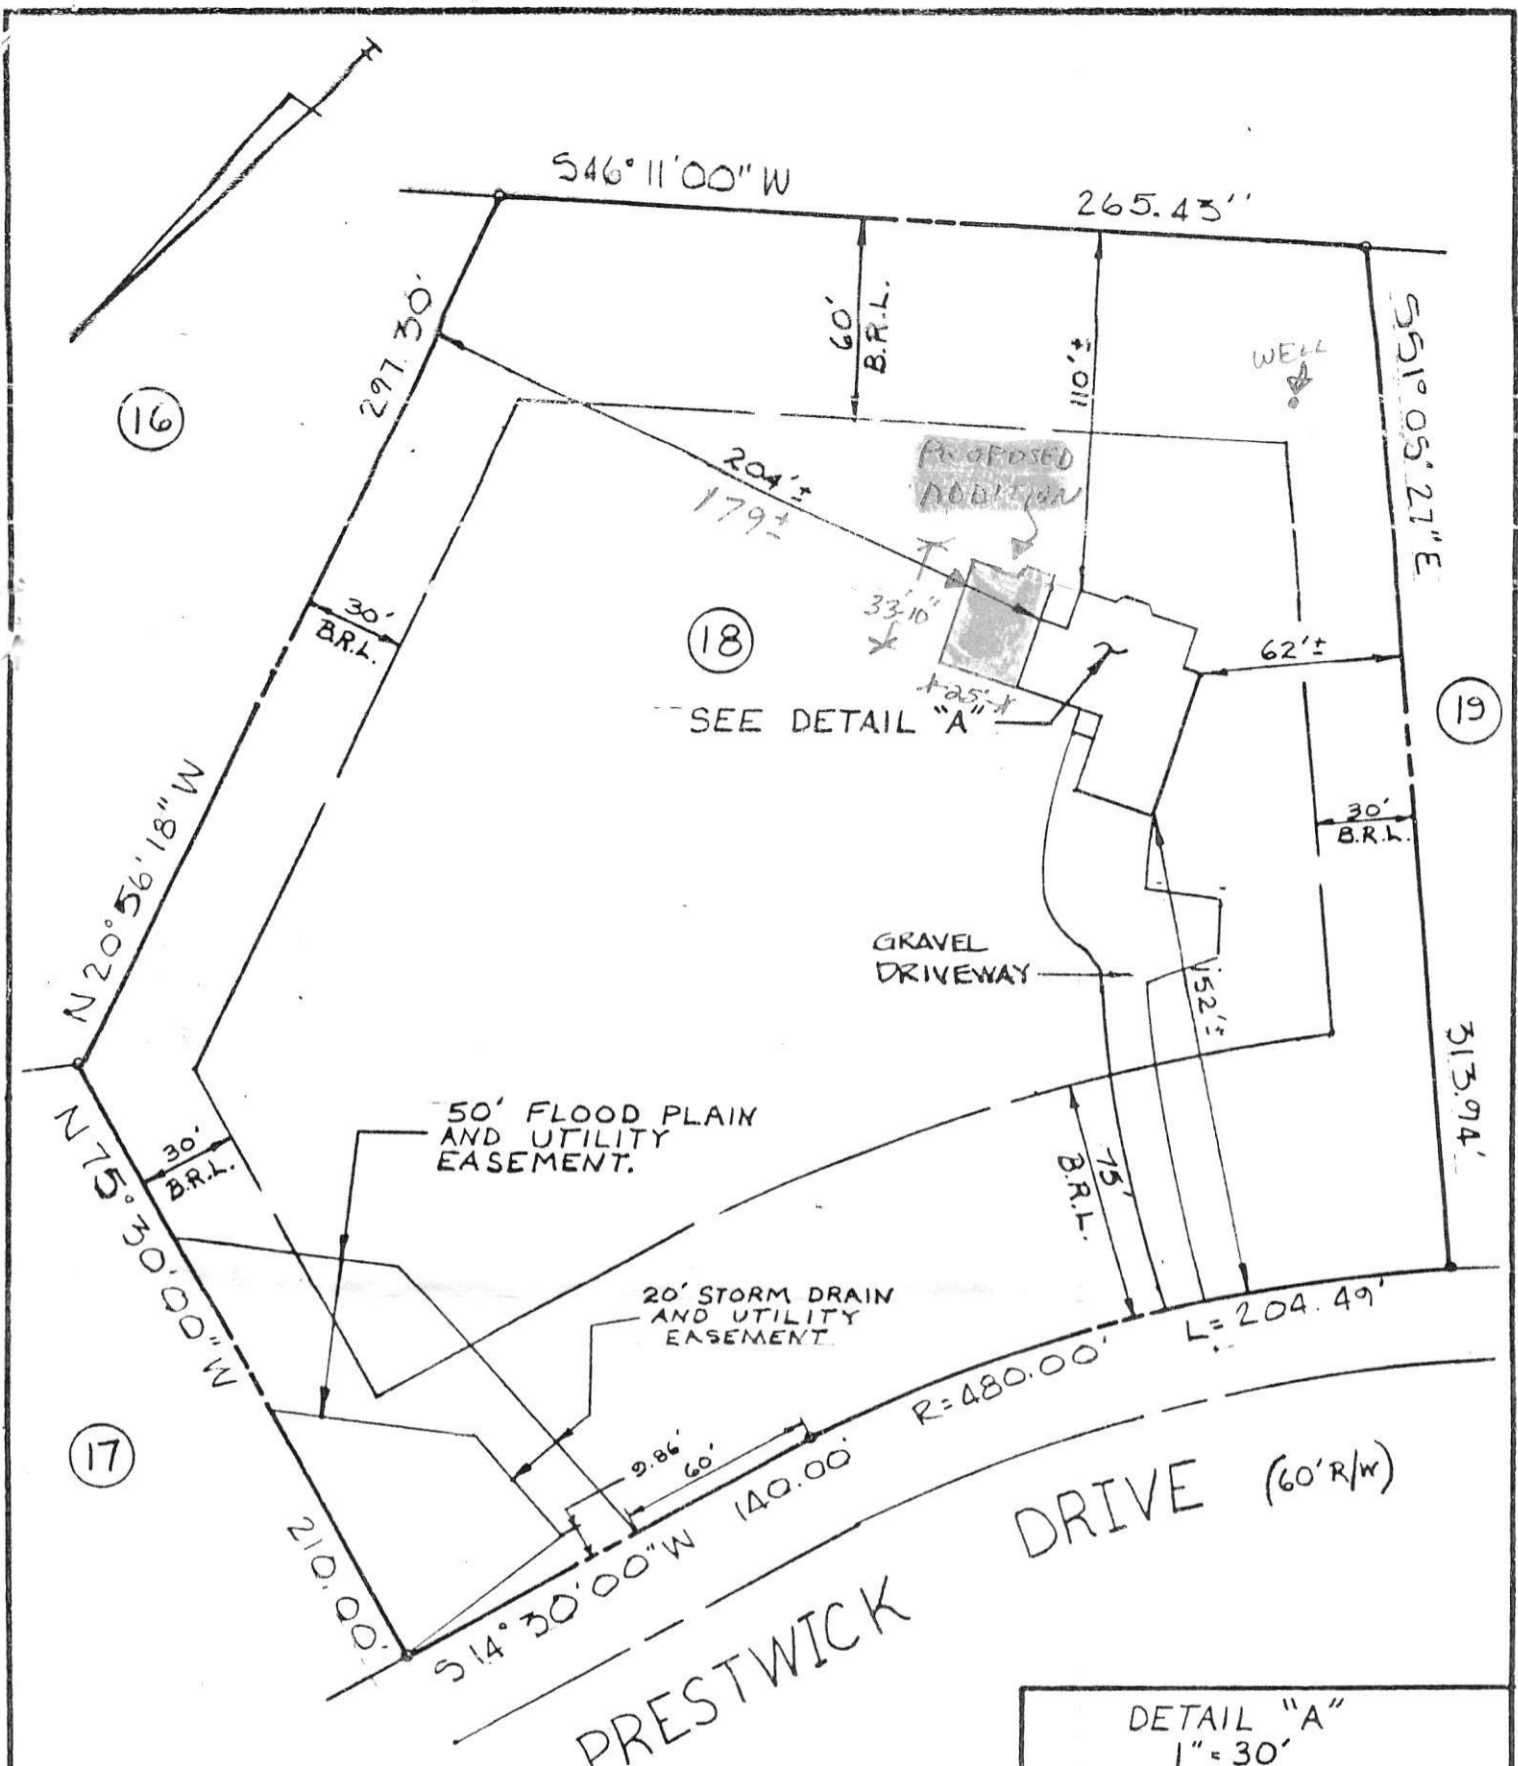 N
S46° 11' 00" W
265.43''
297.30'
60'
B.R.L.
110'±
WELL
S51° 05' 27" E
16
204'±
179±
PROPOSED
ADDITION
33'-10"
30'
B.R.L.
18
62'±
25'
SEE DETAIL "A"
19
N 20° 56' 18" W
30'
B.R.L.
GRAVEL
DRIVEWAY
152'±
313.94'
50' FLOOD PLAIN
AND UTILITY
EASEMENT.
30'
B.R.L.
75'
B.R.L.
N 75° 30' 00" W
20' STORM DRAIN
AND UTILITY
EASEMENT
L = 204.49'
R = 480.00'
17
9.86'
60'
140.00'
S 14° 30' 00" W
210.00'
PRESTWICK DRIVE (60' R/W)
DETAIL "A"
1" = 30'